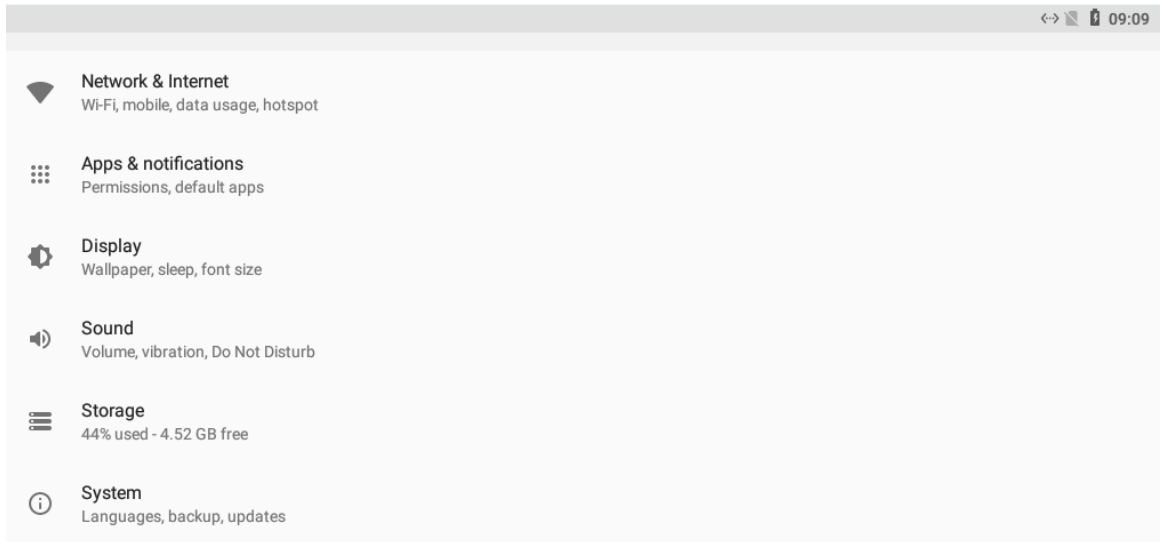 09:09
Network & Internet
Wi-Fi, mobile, data usage, hotspot
Apps & notifications
Permissions, default apps
Display
Wallpaper, sleep, font size
Sound
Volume, vibration, Do Not Disturb
Storage
44% used - 4.52 GB free
System
Languages, backup, updates